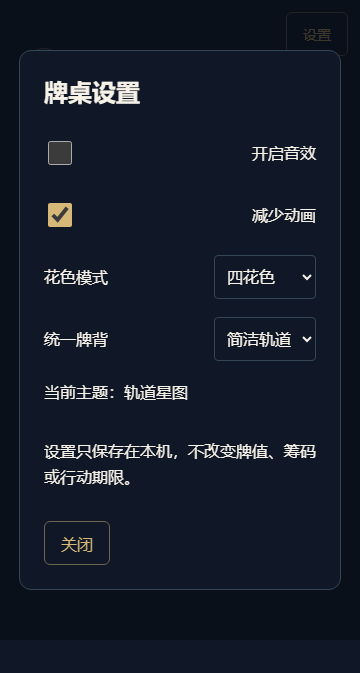 设置
牌桌设置
开启音效
减少动画
花色模式 四花色
统一牌背 简洁轨道
当前主题：轨道星图
设置只保存在本机，不改变牌值、筹码
或行动期限。
关闭